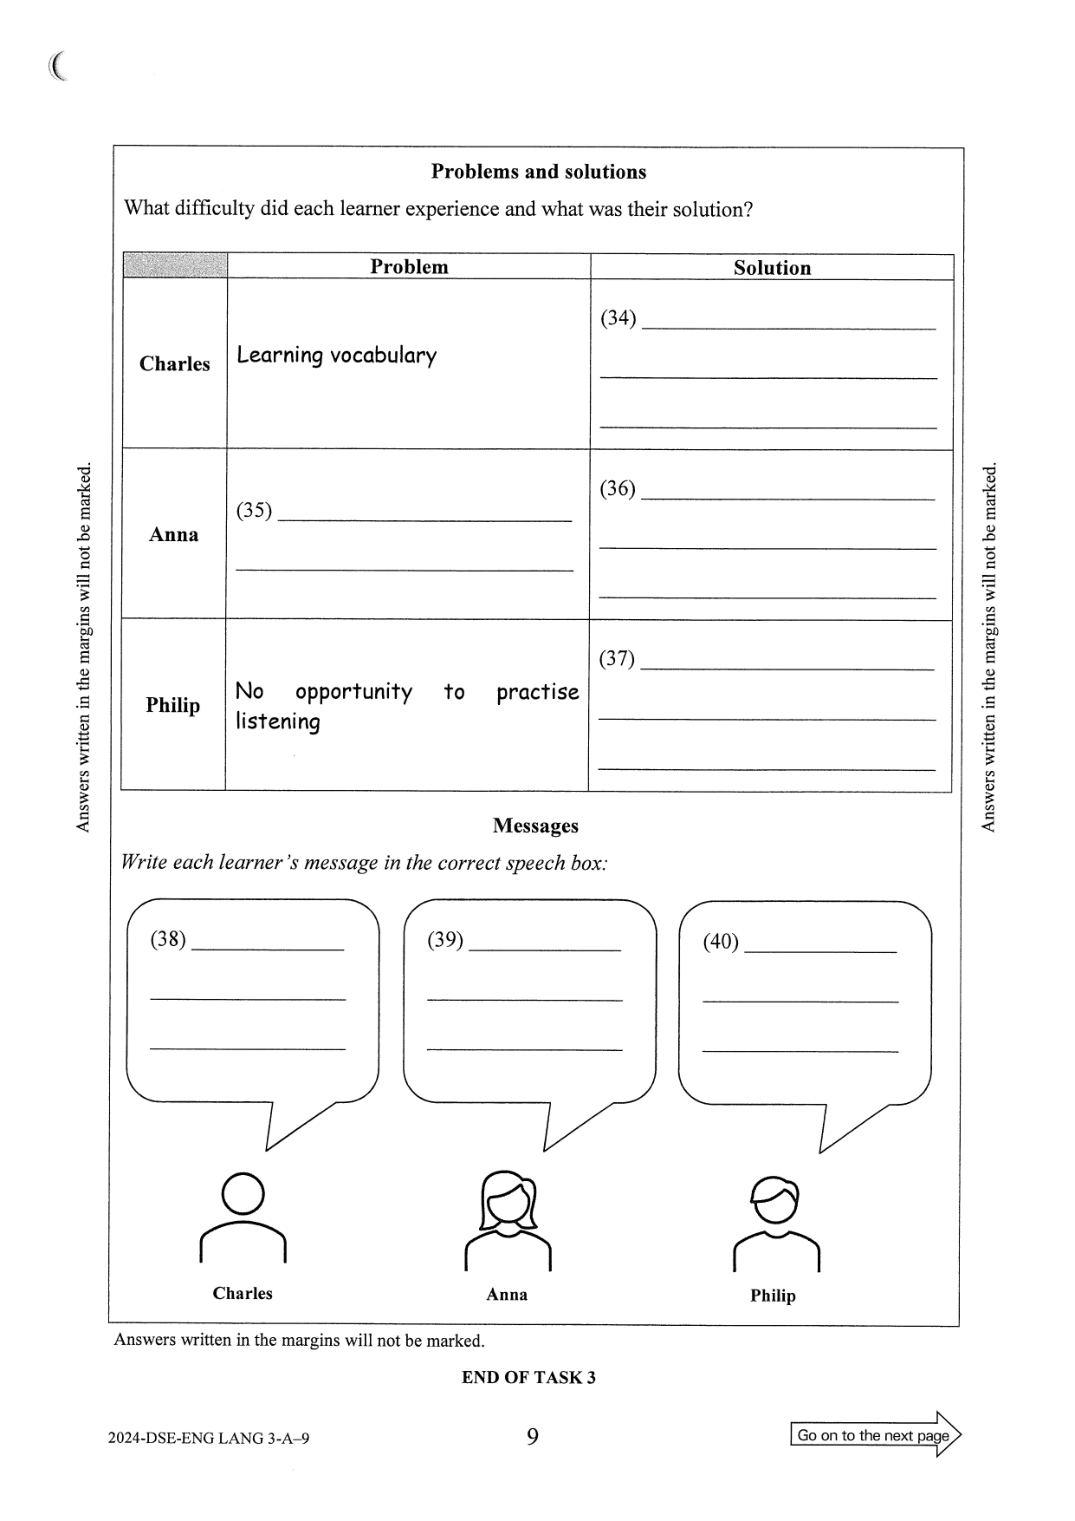 Problems and solutions
What difficulty did each learner experience and what was their solution?
Problem
Solution
Charles
Learning vocabulary
(34)
Anna
(35)
(36)
Philip
No opportunity to practise
listening
(37)
Messages
Write each learner's message in the correct speech box:
(38)
(39)
(40)
Charles
Anna
Philip
Answers written in the margins will not be marked.
Answers written in the margins will not be marked.
Answers written in the margins will not be marked.
END OF TASK 3
2024-DSE-ENG LANG 3-A–9
9
Go on to the next page